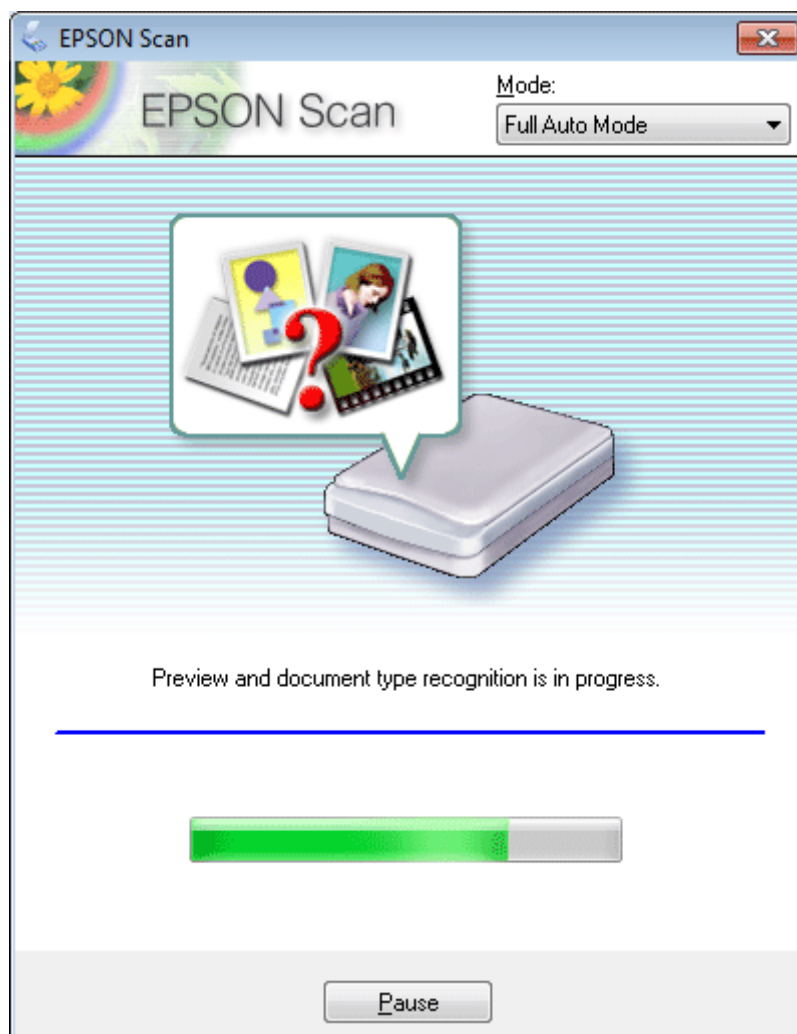 EPSON Scan
EPSON Scan
Mode:
Full Auto Mode
?
Preview and document type recognition is in progress.
Pause